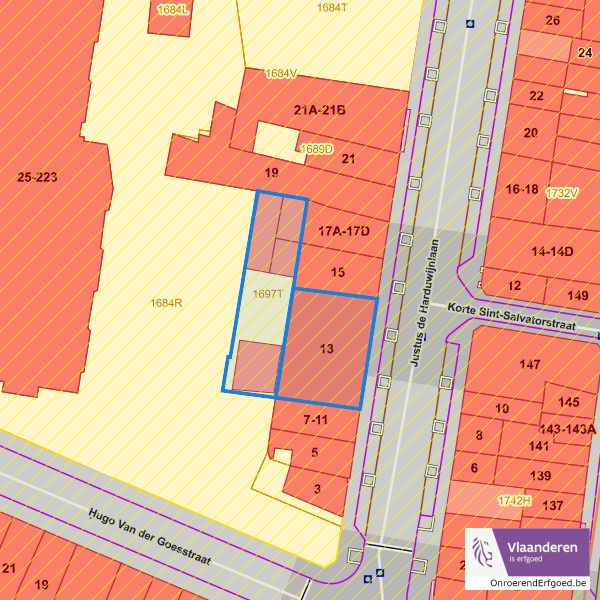 1684L
1684T
26
24
1684V
22
21A-21B
20
1689D
21
19
25-223
16-18
1732V
17A-17D
14-14D
15
12
149
1697T
1684R
Korte Sint-Salvatorstraat
Justus de Harduwijnlaan
13
147
145
10
7-11
143-143A
8
141
5
6
139
3
1742H
137
Hugo Van der Goesstraat
Vlaanderen
is erfgoed
21
19
OnroerendErfgoed.be